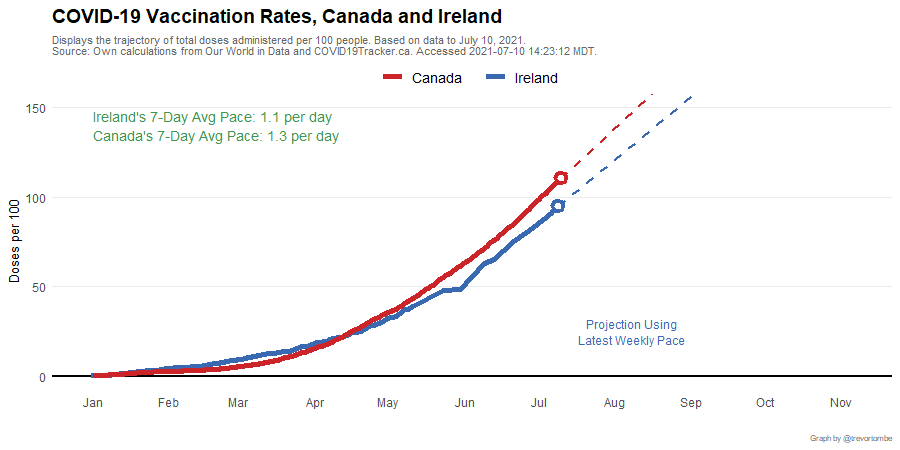 COVID-19 Vaccination Rates, Canada and Ireland
Displays the trajectory of total doses administered per 100 people. Based on data to July 10, 2021.
Source: Own calculations from Our World in Data and COVID19Tracker.ca. Accessed 2021-07-10 14:23:12 MDT.
Canada Ireland
150
Ireland's 7-Day Avg Pace: 1.1 per day
Canada's 7-Day Avg Pace: 1.3 per day
100
Doses per 100
50
Projection Using
Latest Weekly Pace
0
Jan Feb Mar Apr May Jun Jul Aug Sep Oct Nov
Graph by @trevortombe